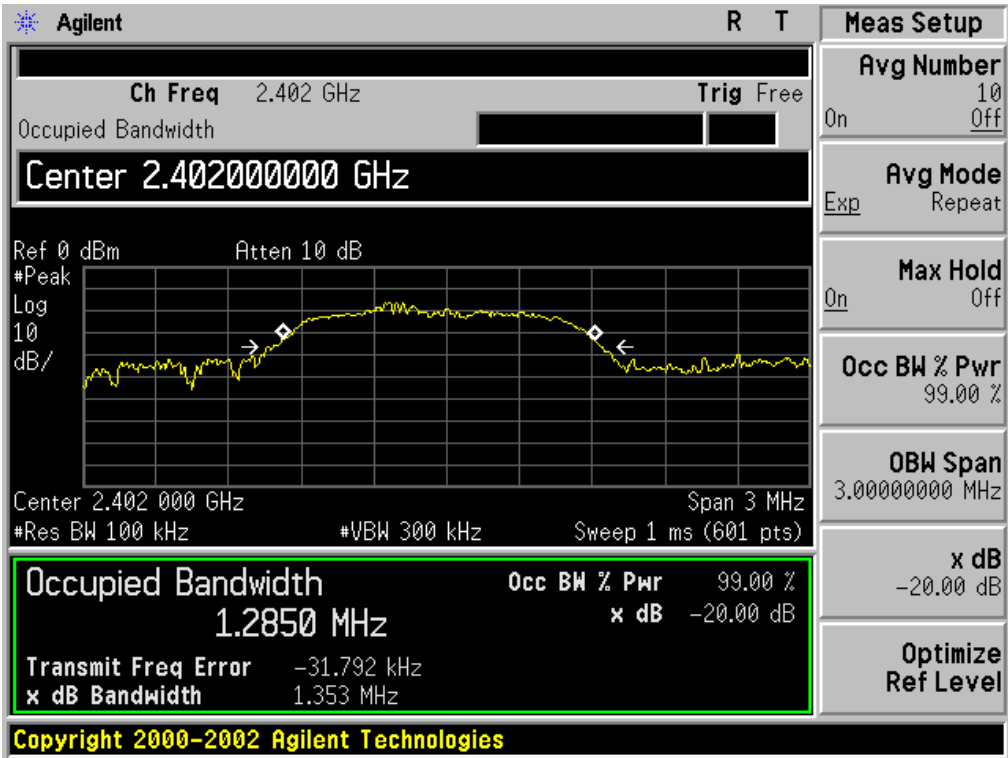 Agilent R T
Ch Freq 2.402 GHz Trig Free
Occupied Bandwidth
Center 2.402000000 GHz
Ref 0 dBm Atten 10 dB
#Peak
Log
10
dB/
Center 2.402 000 GHz Span 3 MHz
#Res BW 100 kHz #VBW 300 kHz Sweep 1 ms (601 pts)
Occupied Bandwidth Occ BW % Pwr 99.00 %
1.2850 MHz x dB -20.00 dB
Transmit Freq Error -31.792 kHz
x dB Bandwidth 1.353 MHz
Copyright 2000-2002 Agilent Technologies
Meas Setup
Avg Number
10
On Off
Avg Mode
Exp Repeat
Max Hold
On Off
Occ BW % Pwr
99.00 %
OBW Span
3.00000000 MHz
x dB
-20.00 dB
Optimize
Ref Level